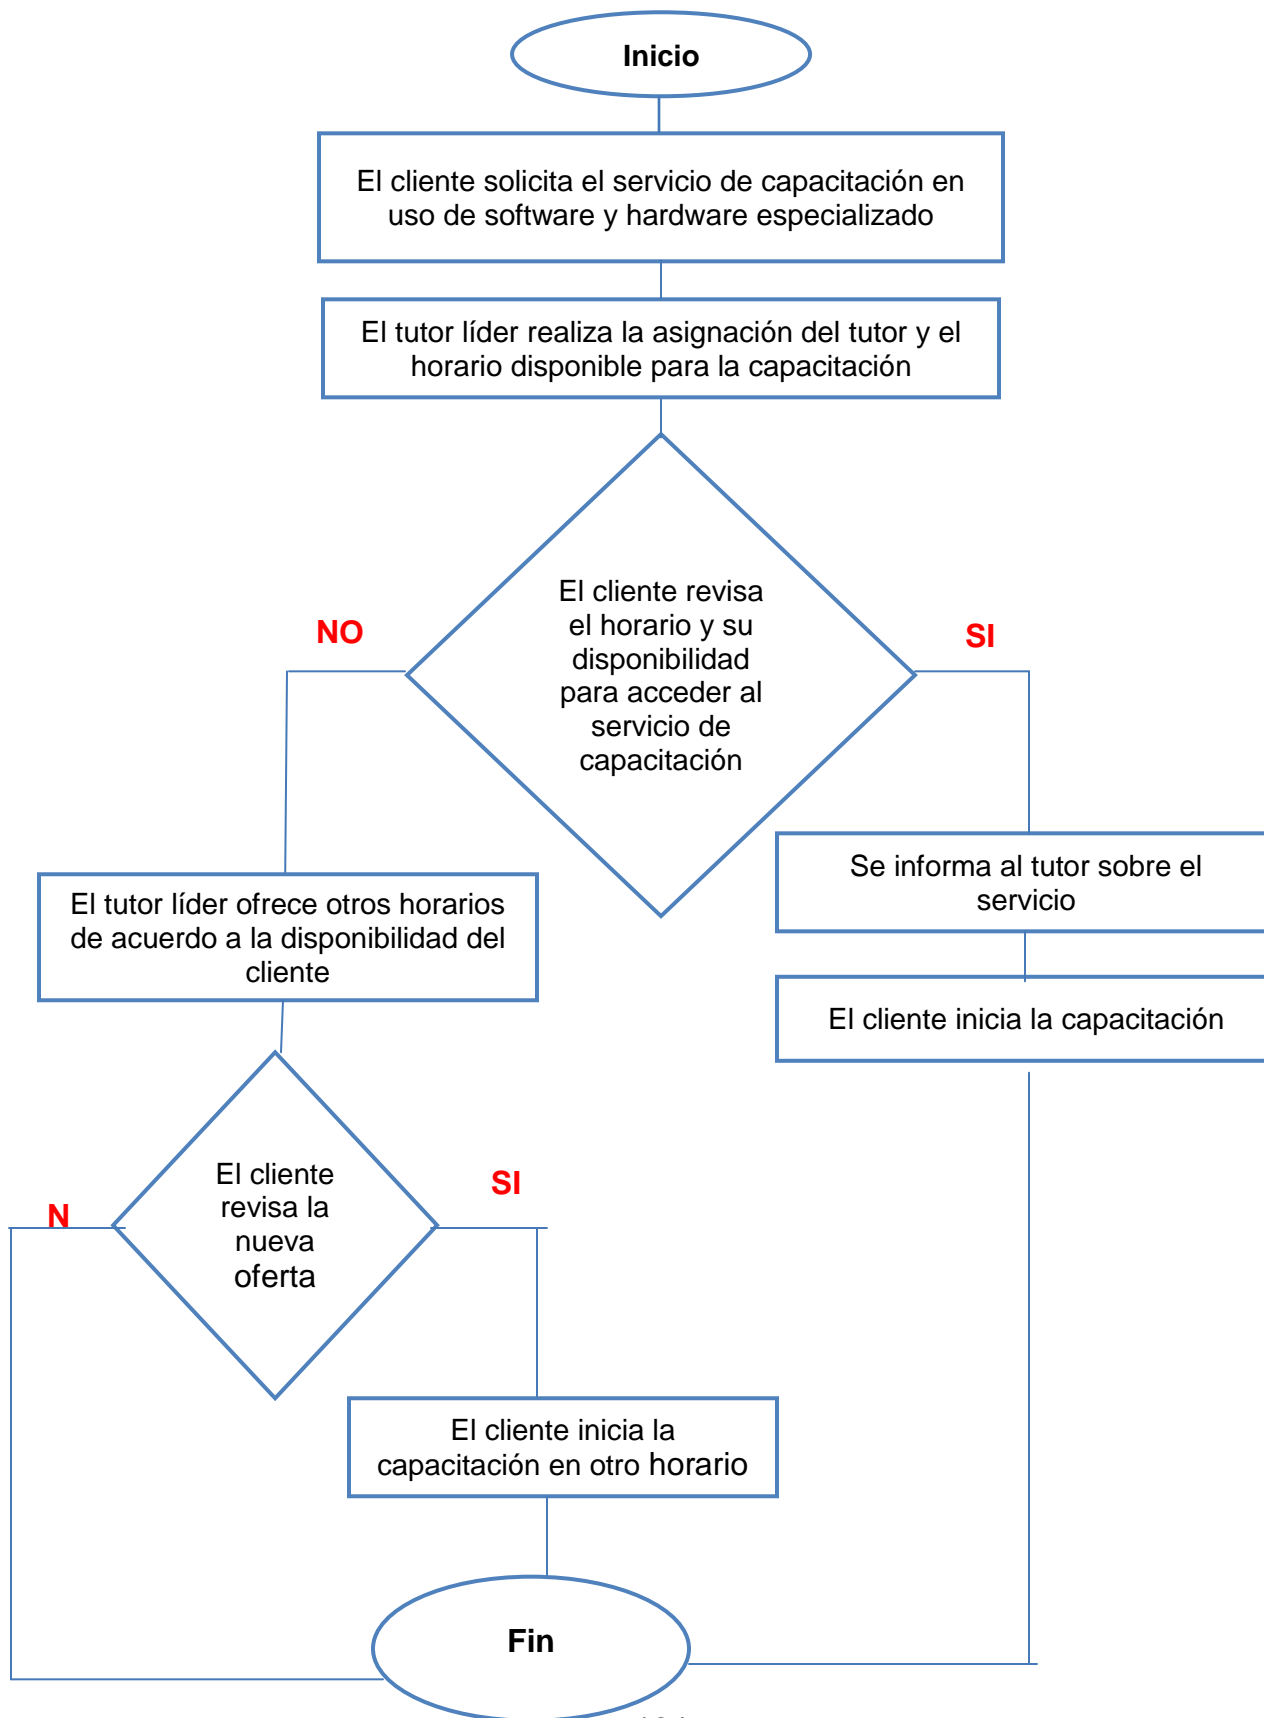 Inicio
El cliente solicita el servicio de capacitación en
uso de software y hardware especializado
El tutor líder realiza la asignación del tutor y el
horario disponible para la capacitación
El cliente revisa
el horario y su
disponibilidad
para acceder al
servicio de
capacitación
NO
SI
El tutor líder ofrece otros horarios
de acuerdo a la disponibilidad del
cliente
Se informa al tutor sobre el
servicio
El cliente inicia la capacitación
El cliente
revisa la
nueva
oferta
N
SI
El cliente inicia la
capacitación en otro horario
Fin